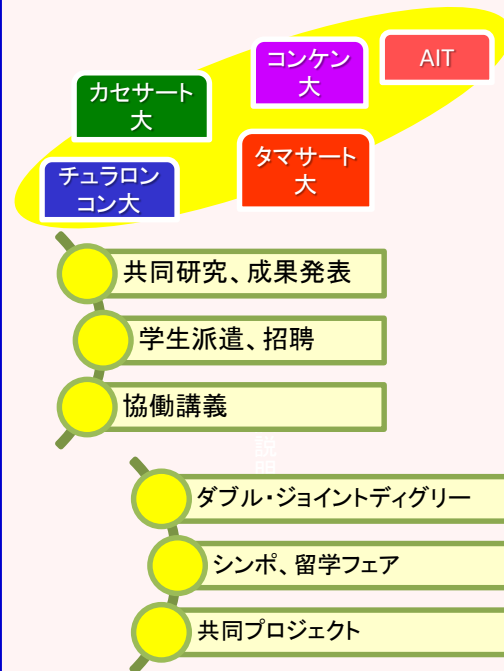 コンケン
大
AIT
カセサート
大
タマサート
大
チュラロン
コン大
共同研究、成果発表
学生派遣、招聘
協働講義
説
明
ダブル・ジョイントディグリー
シンポ、留学フェア
共同プロジェクト